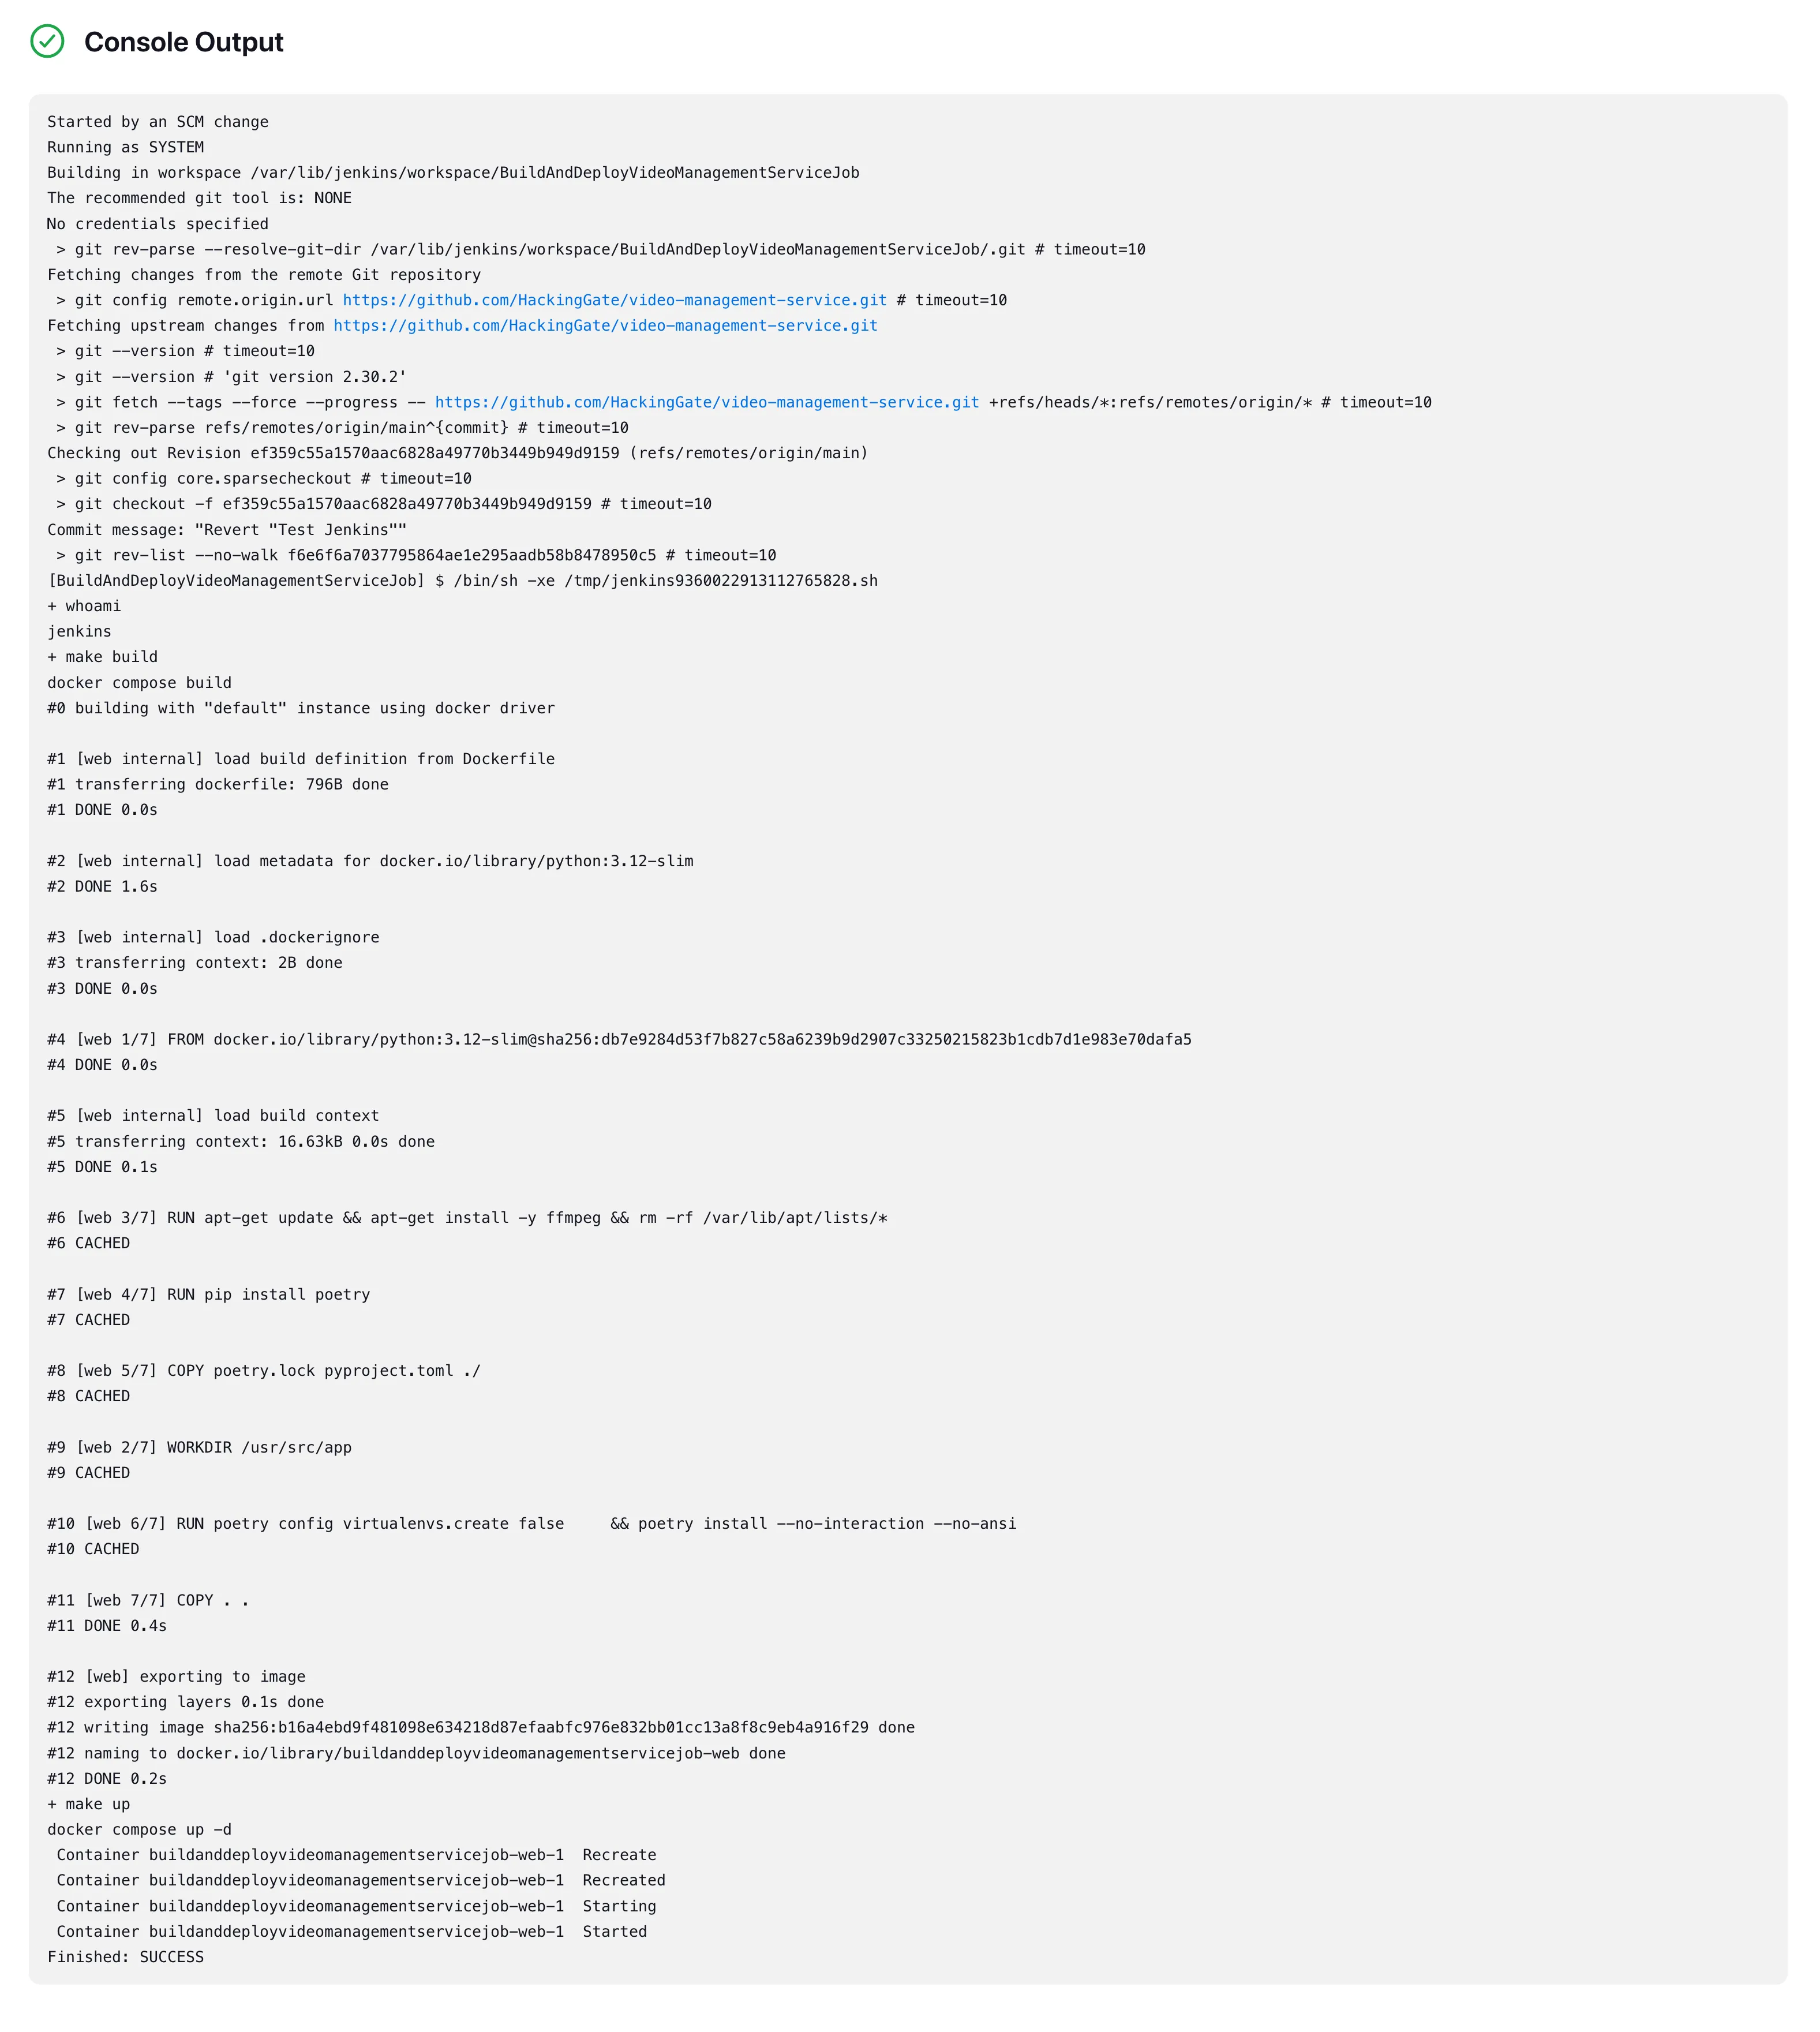 Console Output
Started by an SCM change
Running as SYSTEM
Building in workspace /var/lib/jenkins/workspace/BuildAndDeployVideoManagementServiceJob
The recommended git tool is: NONE
No credentials specified
 > git rev-parse --resolve-git-dir /var/lib/jenkins/workspace/BuildAndDeployVideoManagementServiceJob/.git # timeout=10
Fetching changes from the remote Git repository
 > git config remote.origin.url https://github.com/HackingGate/video-management-service.git # timeout=10
Fetching upstream changes from https://github.com/HackingGate/video-management-service.git
 > git --version # timeout=10
 > git --version # 'git version 2.30.2'
 > git fetch --tags --force --progress -- https://github.com/HackingGate/video-management-service.git +refs/heads/*:refs/remotes/origin/* # timeout=10
 > git rev-parse refs/remotes/origin/main^{commit} # timeout=10
Checking out Revision ef359c55a1570aac6828a49770b3449b949d9159 (refs/remotes/origin/main)
 > git config core.sparsecheckout # timeout=10
 > git checkout -f ef359c55a1570aac6828a49770b3449b949d9159 # timeout=10
Commit message: "Revert "Test Jenkins""
 > git rev-list --no-walk f6e6f6a7037795864ae1e295aadb58b8478950c5 # timeout=10
[BuildAndDeployVideoManagementServiceJob] $ /bin/sh -xe /tmp/jenkins9360022913112765828.sh
+ whoami
jenkins
+ make build
docker compose build
#0 building with "default" instance using docker driver

#1 [web internal] load build definition from Dockerfile
#1 transferring dockerfile: 796B done
#1 DONE 0.0s

#2 [web internal] load metadata for docker.io/library/python:3.12-slim
#2 DONE 1.6s

#3 [web internal] load .dockerignore
#3 transferring context: 2B done
#3 DONE 0.0s

#4 [web 1/7] FROM docker.io/library/python:3.12-slim@sha256:db7e9284d53f7b827c58a6239b9d2907c33250215823b1cdb7d1e983e70dafa5
#4 DONE 0.0s

#5 [web internal] load build context
#5 transferring context: 16.63kB 0.0s done
#5 DONE 0.1s

#6 [web 3/7] RUN apt-get update && apt-get install -y ffmpeg && rm -rf /var/lib/apt/lists/*
#6 CACHED

#7 [web 4/7] RUN pip install poetry
#7 CACHED

#8 [web 5/7] COPY poetry.lock pyproject.toml ./
#8 CACHED

#9 [web 2/7] WORKDIR /usr/src/app
#9 CACHED

#10 [web 6/7] RUN poetry config virtualenvs.create false     && poetry install --no-interaction --no-ansi
#10 CACHED

#11 [web 7/7] COPY . .
#11 DONE 0.4s

#12 [web] exporting to image
#12 exporting layers 0.1s done
#12 writing image sha256:b16a4ebd9f481098e634218d87efaabfc976e832bb01cc13a8f8c9eb4a916f29 done
#12 naming to docker.io/library/buildanddeployvideomanagementservicejob-web done
#12 DONE 0.2s
+ make up
docker compose up -d
 Container buildanddeployvideomanagementservicejob-web-1  Recreate
 Container buildanddeployvideomanagementservicejob-web-1  Recreated
 Container buildanddeployvideomanagementservicejob-web-1  Starting
 Container buildanddeployvideomanagementservicejob-web-1  Started
Finished: SUCCESS